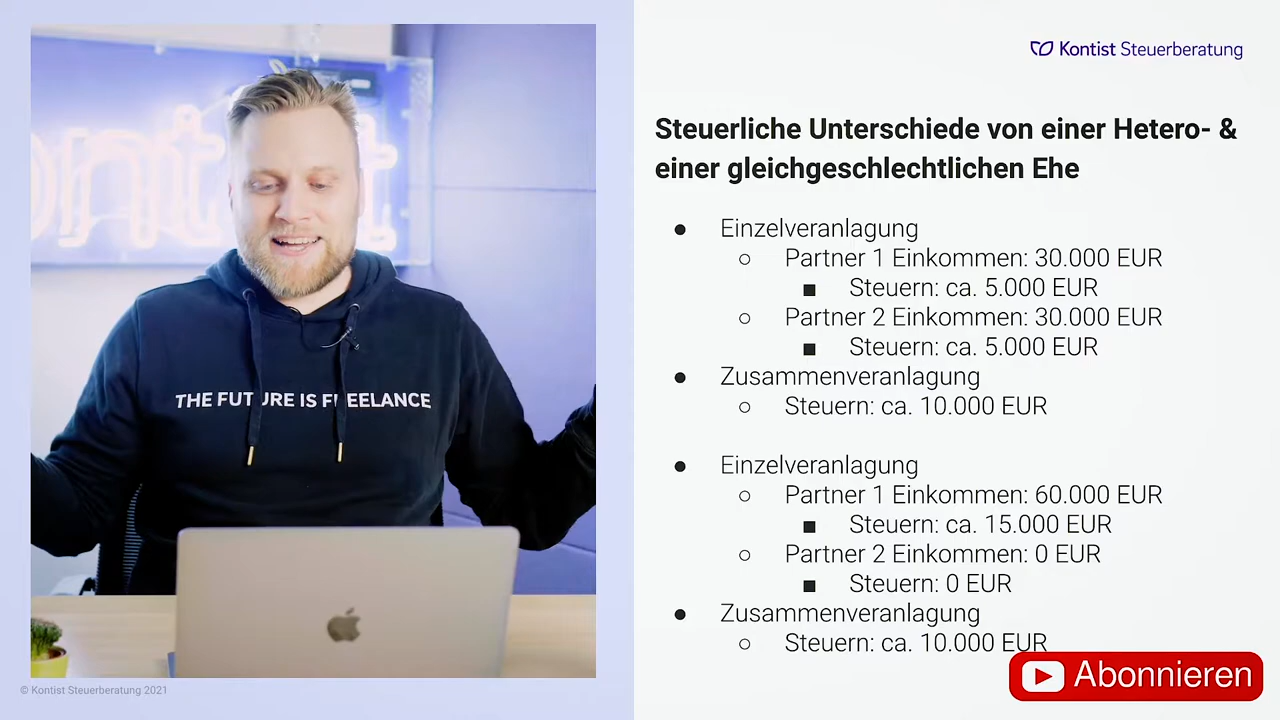 Kontist Steuerberatung
Steuerliche Unterschiede von einer Hetero- &
einer gleichgeschlechtlichen Ehe
● Einzelveranlagung
○ Partner 1 Einkommen: 30.000 EUR
■ Steuern: ca. 5.000 EUR
○ Partner 2 Einkommen: 30.000 EUR
■ Steuern: ca. 5.000 EUR
● Zusammenveranlagung
○ Steuern: ca. 10.000 EUR
● Einzelveranlagung
○ Partner 1 Einkommen: 60.000 EUR
■ Steuern: ca. 15.000 EUR
○ Partner 2 Einkommen: 0 EUR
■ Steuern: 0 EUR
● Zusammenveranlagung
○ Steuern: ca. 10.000 EUR
Abonnieren
THE FUTURE IS FREELANCE
© Kontist Steuerberatung 2021